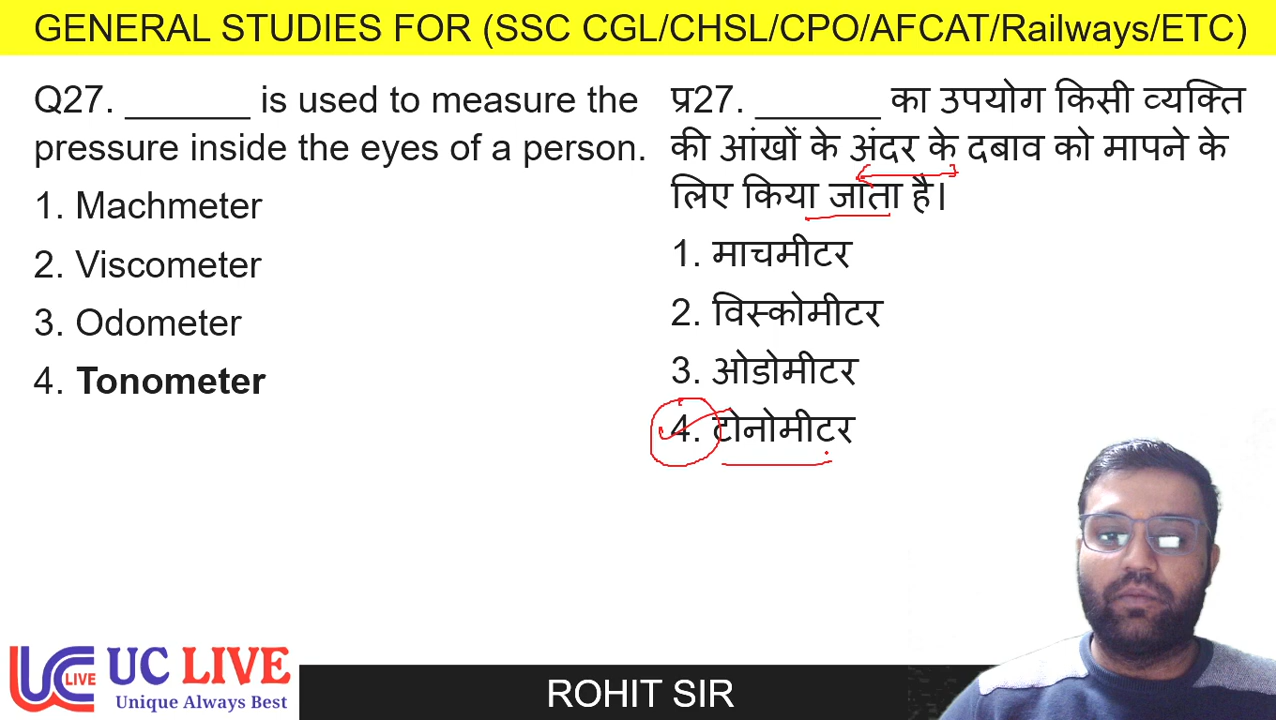 GENERAL STUDIES FOR (SSC CGL/CHSL/CPO/AFCAT/Railways/ETC)
Q27. ______ is used to measure the
pressure inside the eyes of a person.
1. Machmeter
2. Viscometer
3. Odometer
4. Tonometer
प्र27. ______ का उपयोग किसी व्यक्ति
की आंखों के अंदर के दबाव को मापने के
लिए किया जाता है।
1. माचमीटर
2. विस्कोमीटर
3. ओडोमीटर
4. टोनोमीटर
LIVE
UC LIVE
Unique Always Best
ROHIT SIR